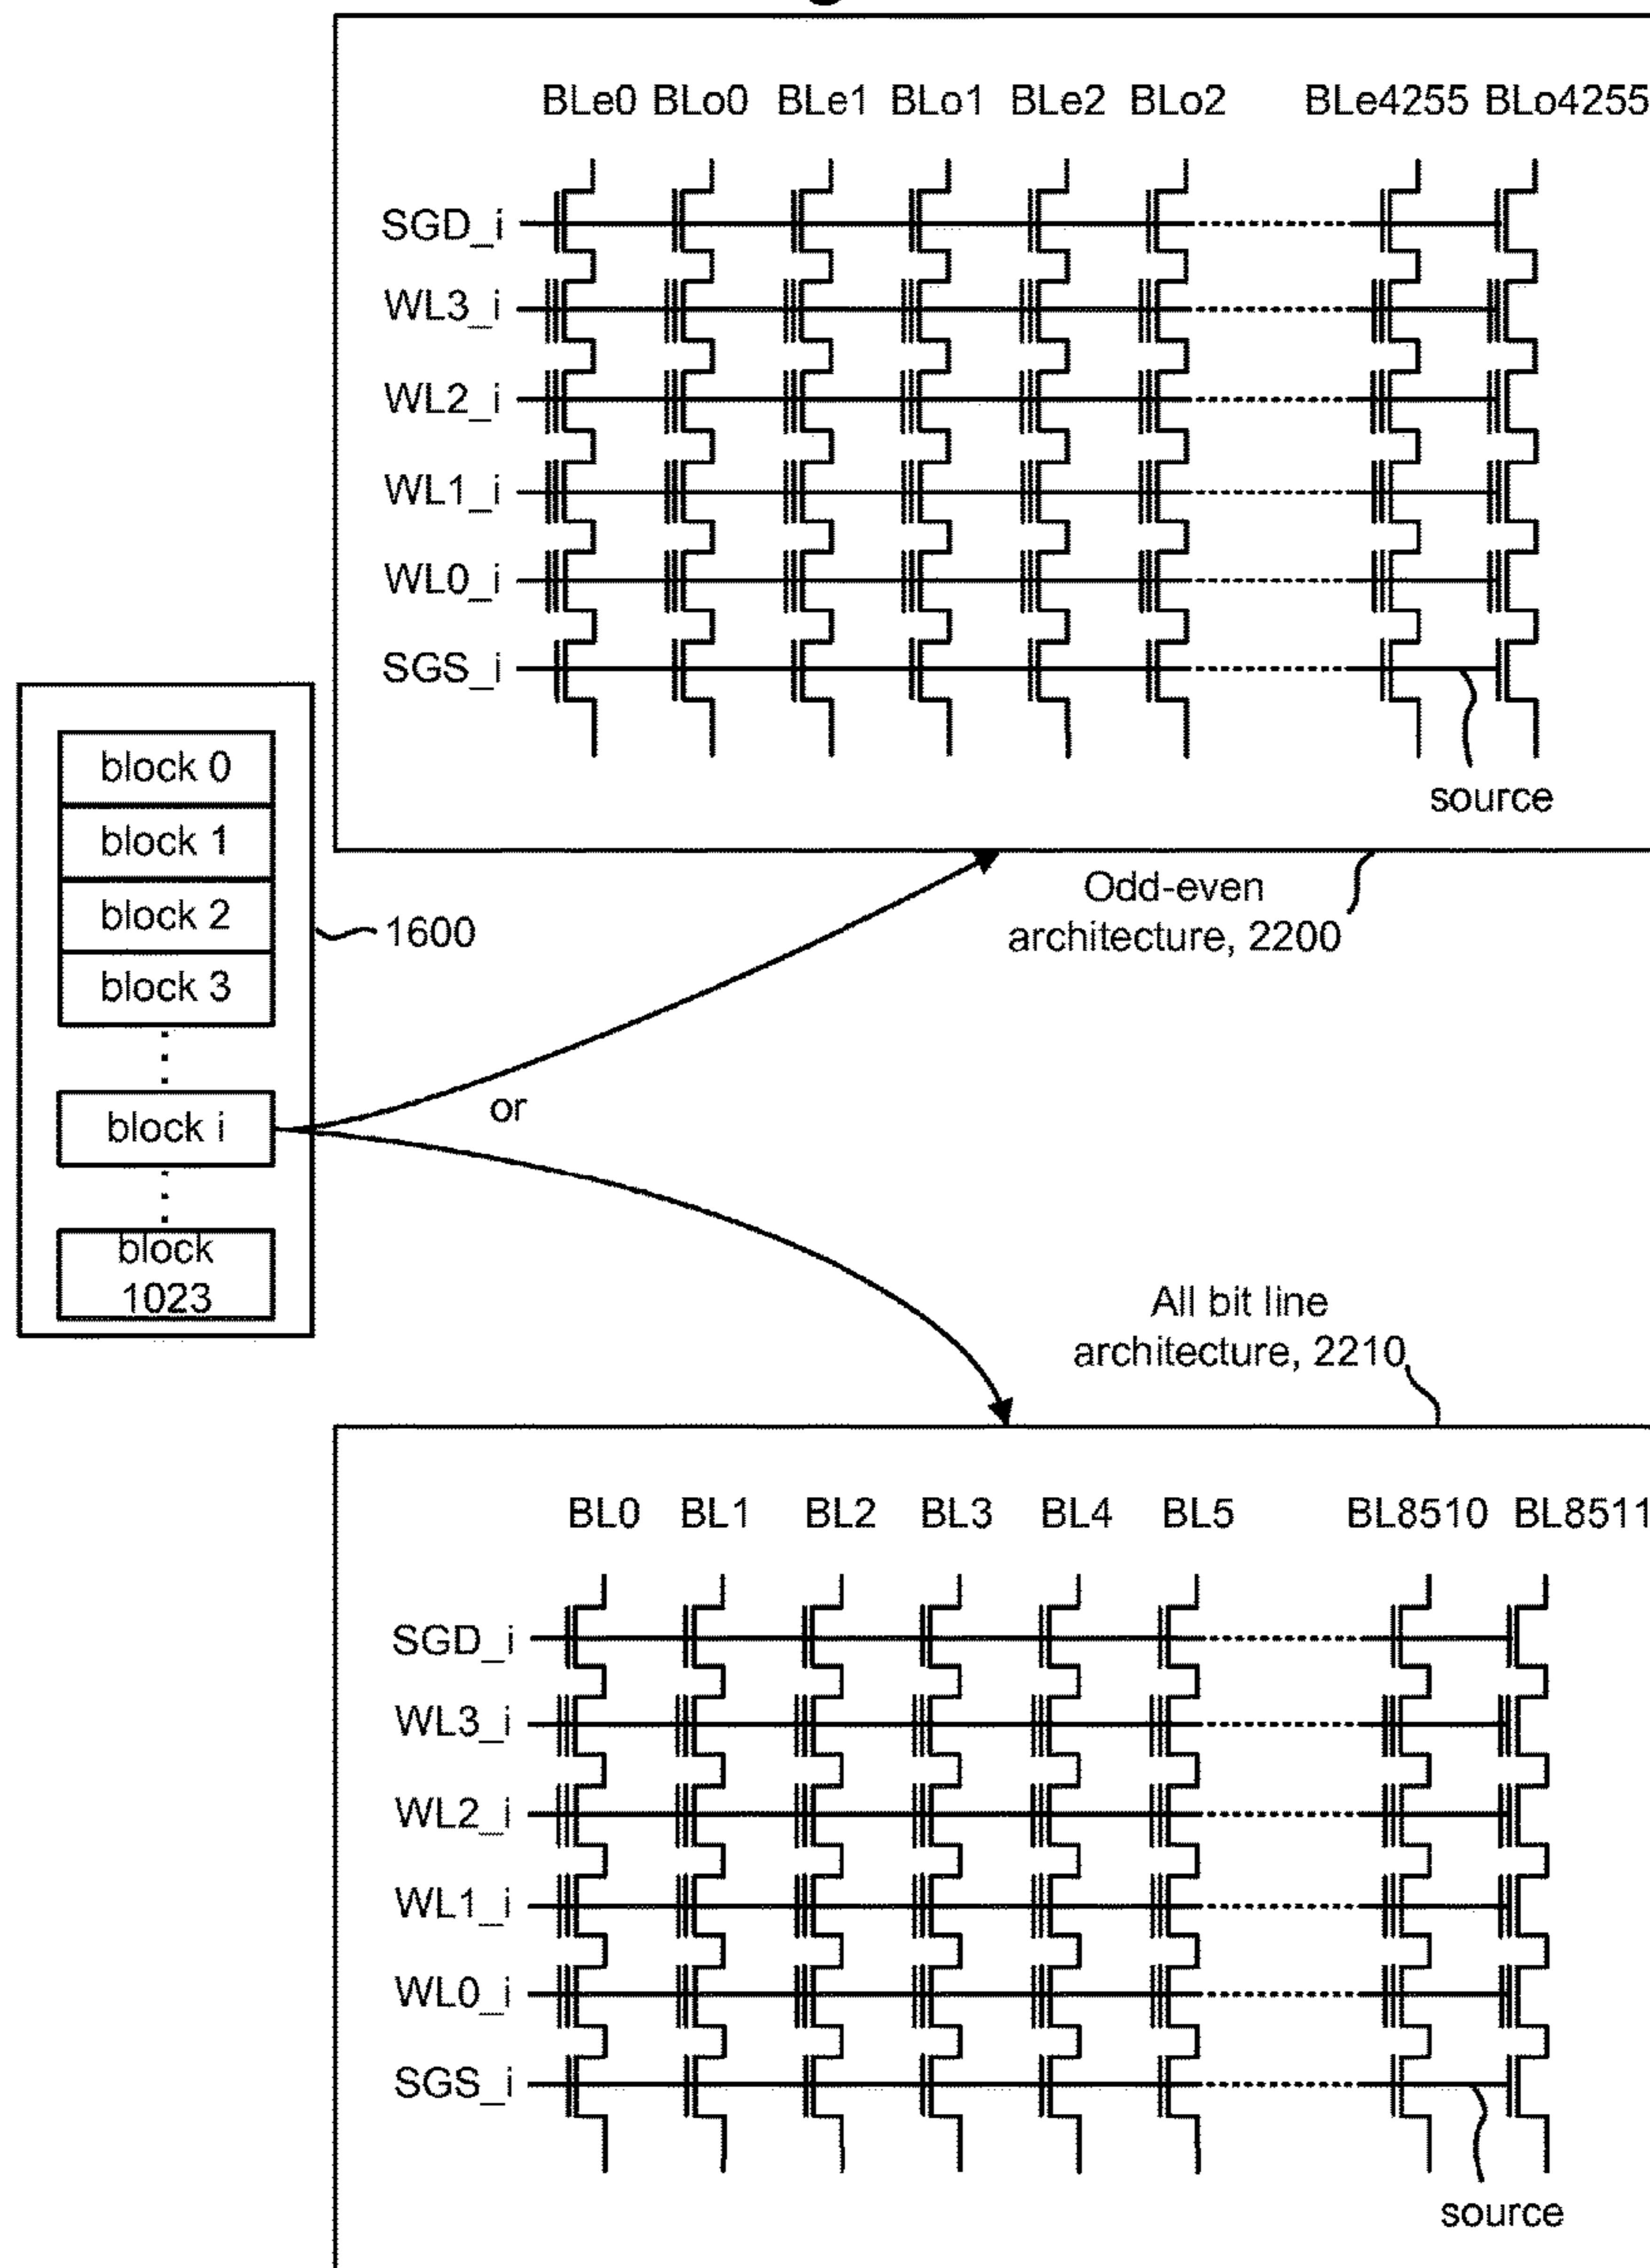 BLe0 BLo0 BLe1 BLo1 BLe2 BLo2 BLe4255 BLo4255
SGD_i
WL3_i
WL2_i
WL1_i
WL0_i
SGS_i
source
block 0
block 1
block 2
block 3
block i
block
1023
1600
Odd-even
architecture, 2200
or
All bit line
architecture, 2210
BL0 BL1 BL2 BL3 BL4 BL5 BL8510 BL8511
SGD_i
WL3_i
WL2_i
WL1_i
WL0_i
SGS_i
source